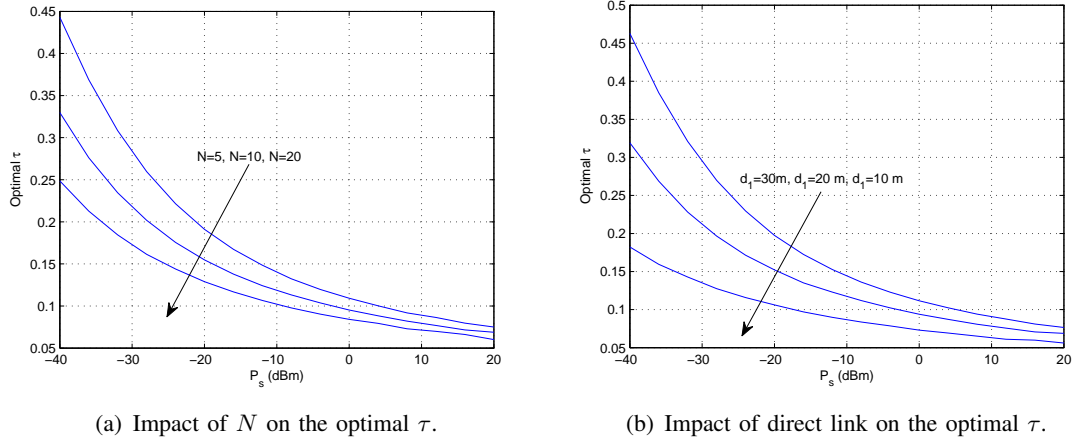 0.45
0.4
0.35
0.3
0.25
0.2
0.15
0.1
0.05
Optimal τ
N=5, N=10, N=20
−40 −30 −20 −10 0 10 20
P_s (dBm)
(a) Impact of N on the optimal τ.
0.5
0.45
0.4
0.35
0.3
0.25
0.2
0.15
0.1
0.05
Optimal τ
d_1=30m, d_1=20 m, d_1=10 m
−40 −30 −20 −10 0 10 20
P_s (dBm)
(b) Impact of direct link on the optimal τ.